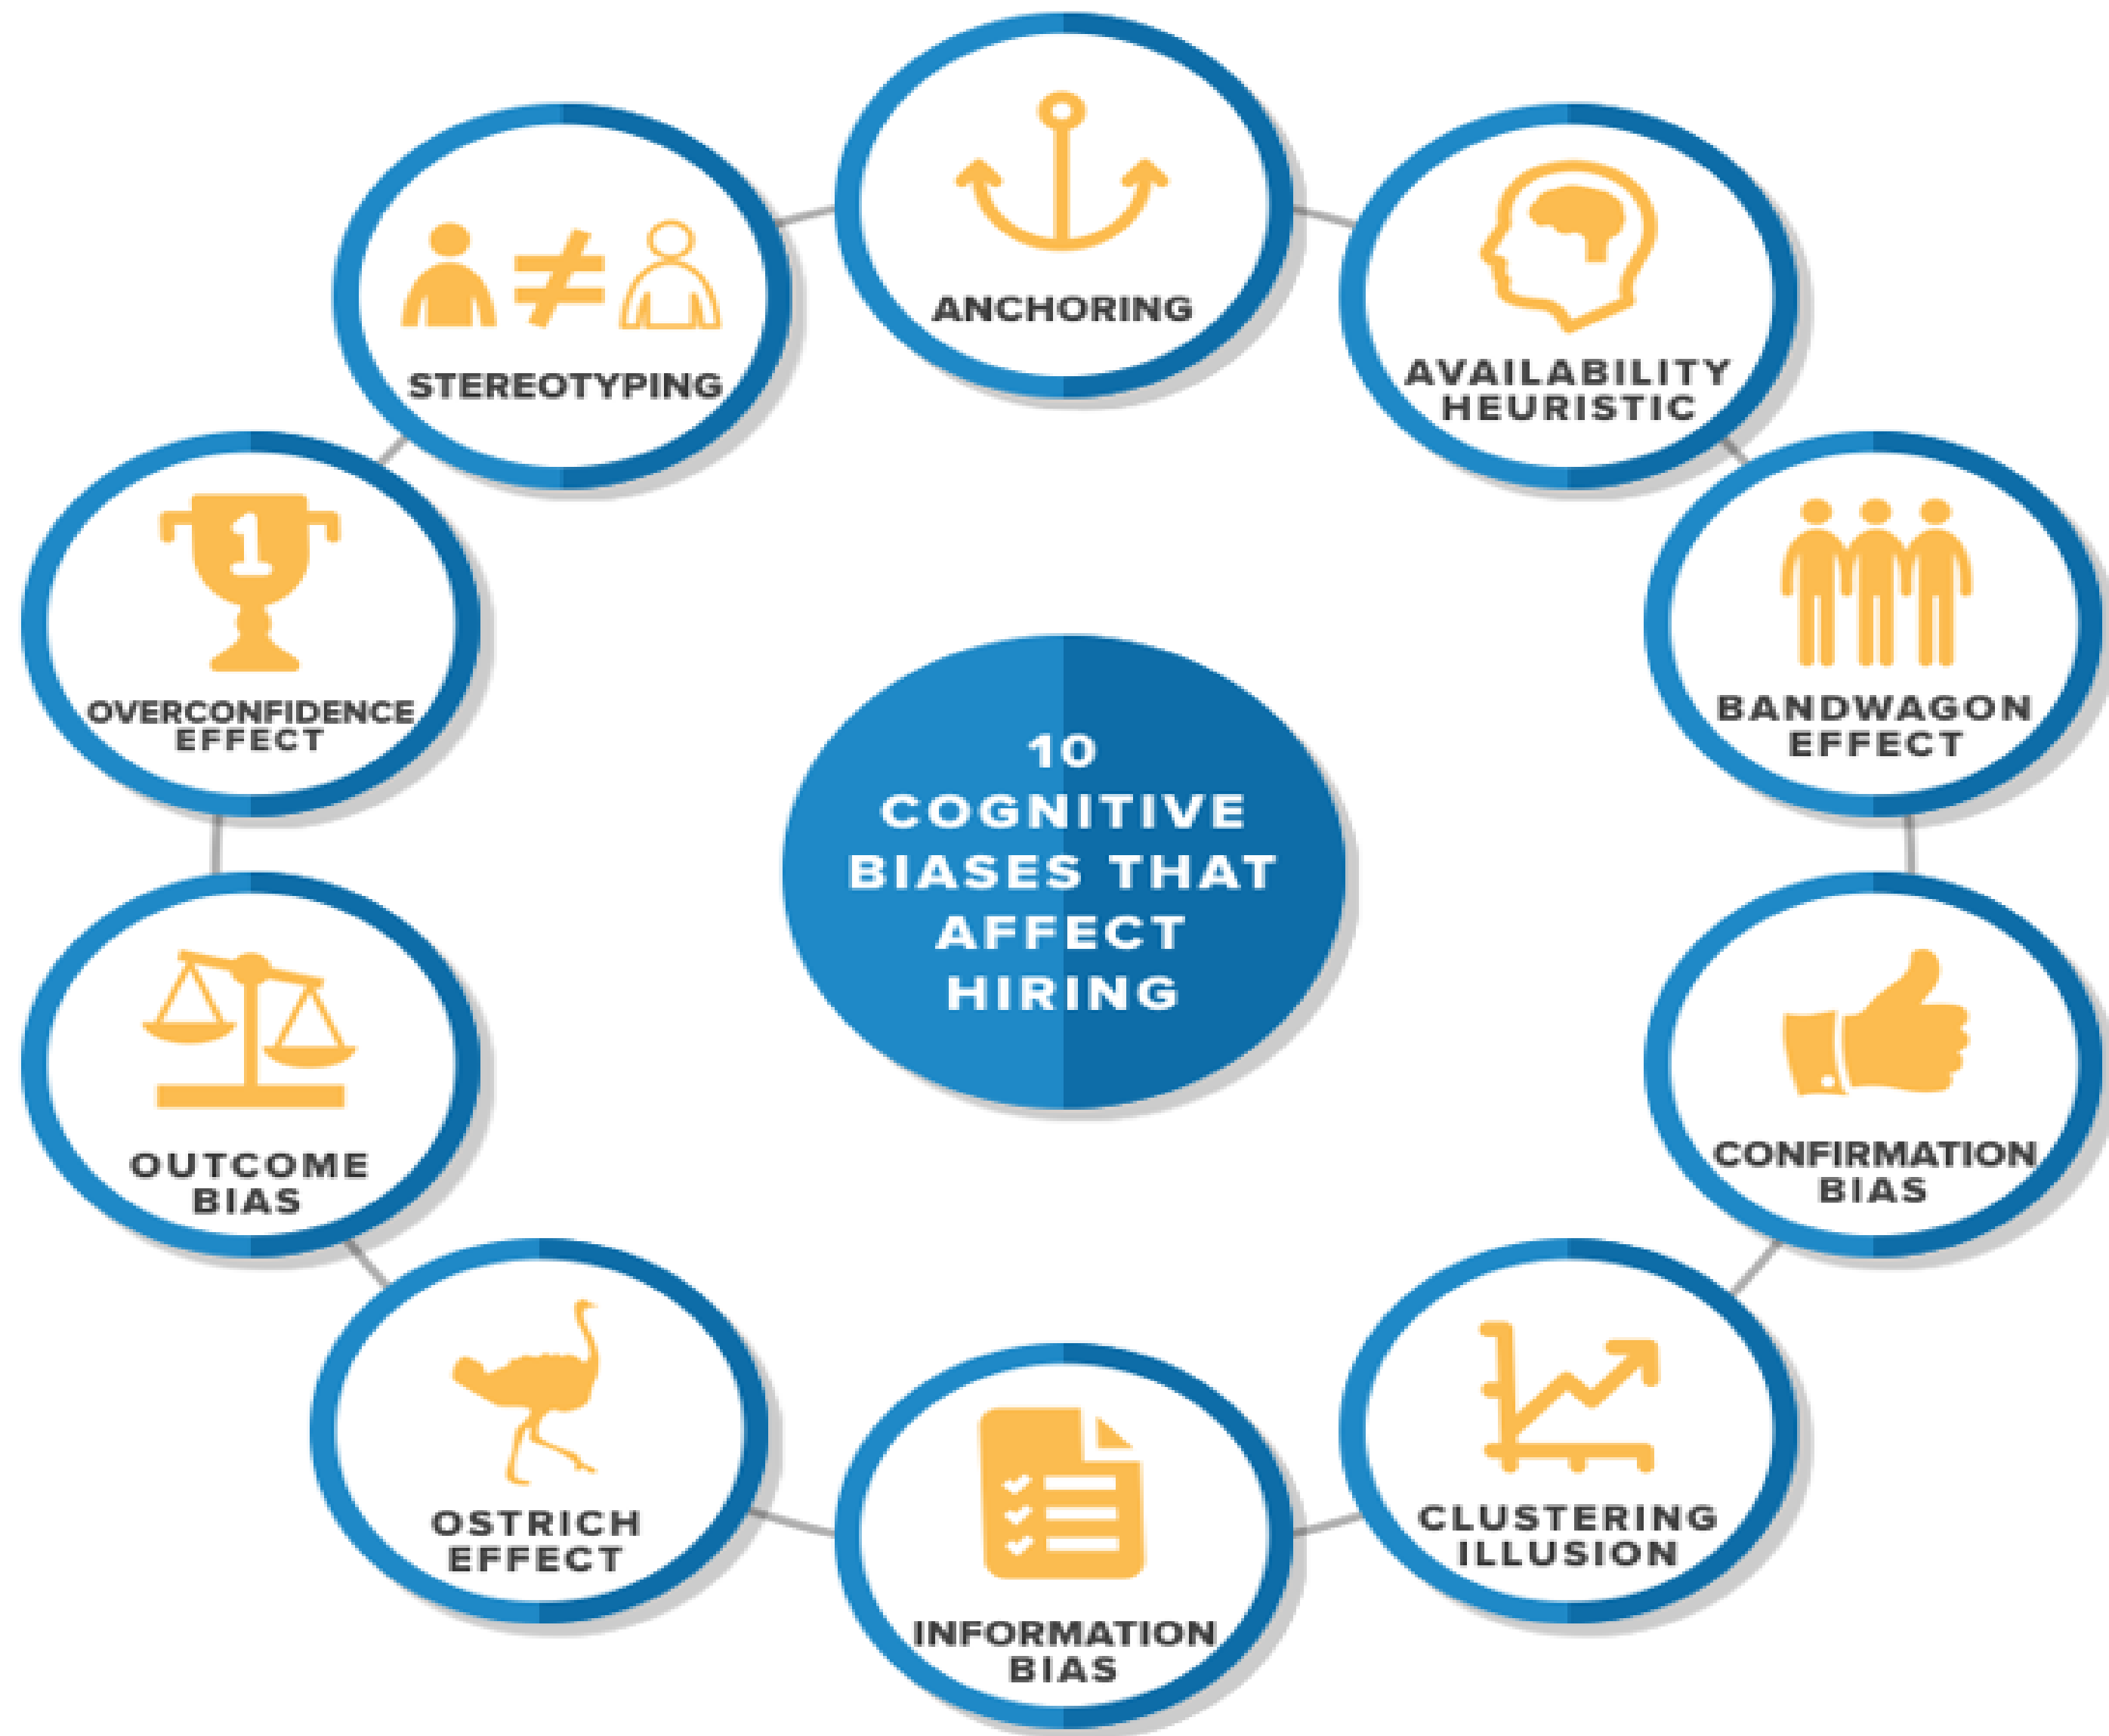 ANCHORING
AVAILABILITY
HEURISTIC
BANDWAGON
EFFECT
CONFIRMATION
BIAS
CLUSTERING
ILLUSION
INFORMATION
BIAS
OSTRICH
EFFECT
OUTCOME
BIAS
1
OVERCONFIDENCE
EFFECT
STEREOTYPING
10
COGNITIVE
BIASES THAT
AFFECT
HIRING